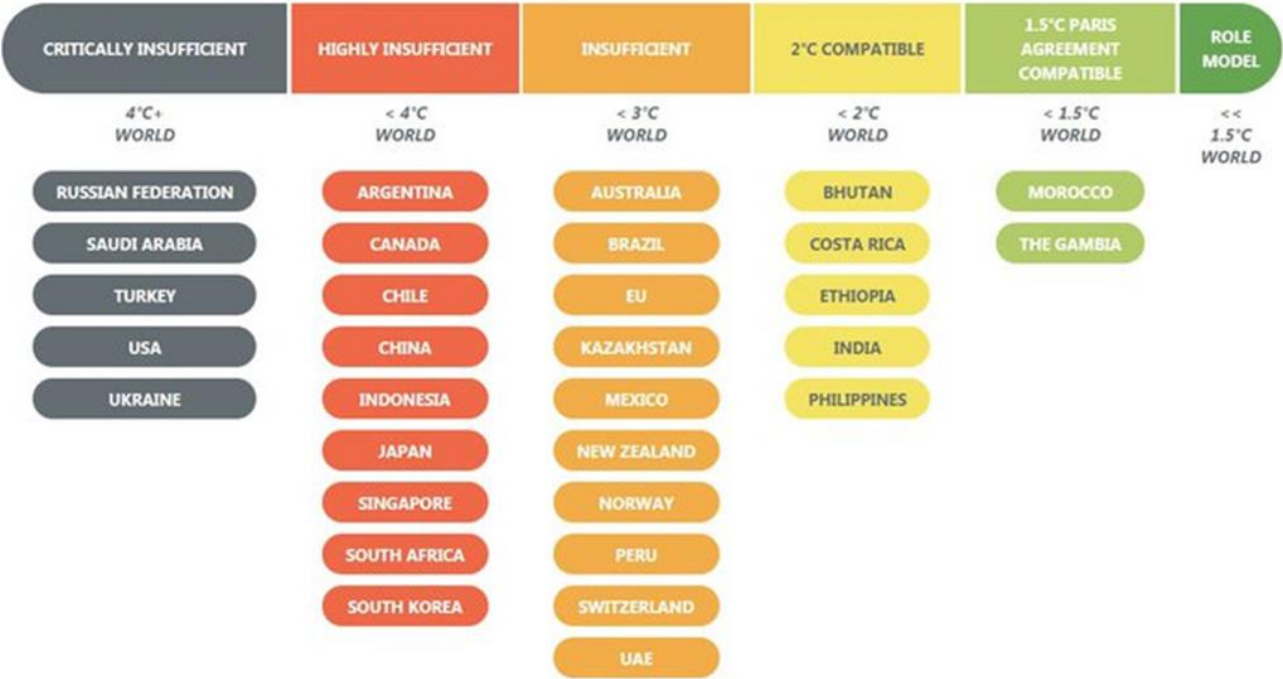 CRITICALLY INSUFFICIENT
HIGHLY INSUFFICIENT
INSUFFICIENT
2°C COMPATIBLE
1.5°C PARIS
AGREEMENT
COMPATIBLE
ROLE
MODEL
4°C+
WORLD
< 4°C
WORLD
< 3°C
WORLD
< 2°C
WORLD
< 1.5°C
WORLD
<<
1.5°C
WORLD
RUSSIAN FEDERATION
SAUDI ARABIA
TURKEY
USA
UKRAINE
ARGENTINA
CANADA
CHILE
CHINA
INDONESIA
JAPAN
SINGAPORE
SOUTH AFRICA
SOUTH KOREA
AUSTRALIA
BRAZIL
EU
KAZAKHSTAN
MEXICO
NEW ZEALAND
NORWAY
PERU
SWITZERLAND
UAE
BHUTAN
COSTA RICA
ETHIOPIA
INDIA
PHILIPPINES
MOROCCO
THE GAMBIA